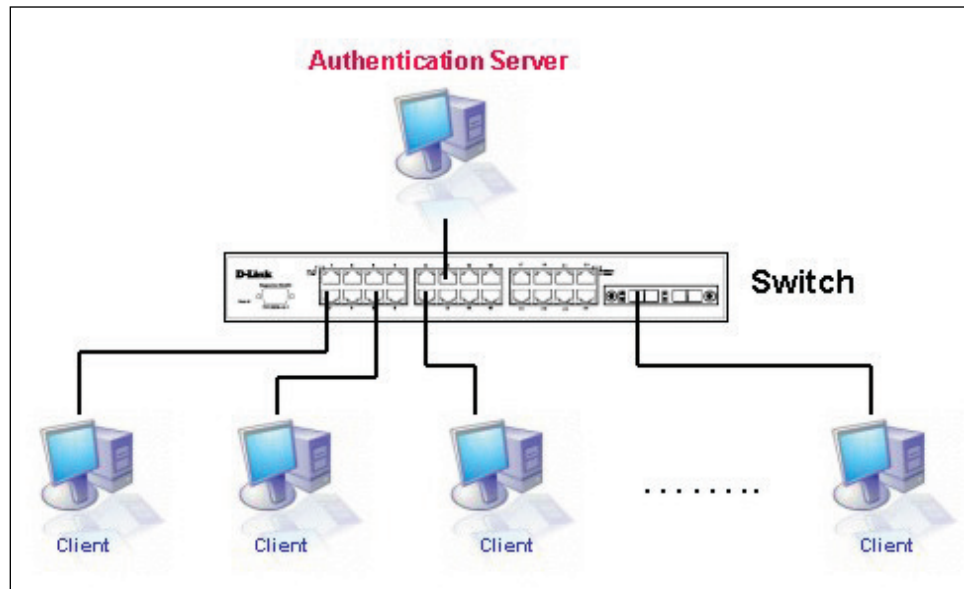 Authentication Server
D-Link
Switch
Client
Client
Client
Client